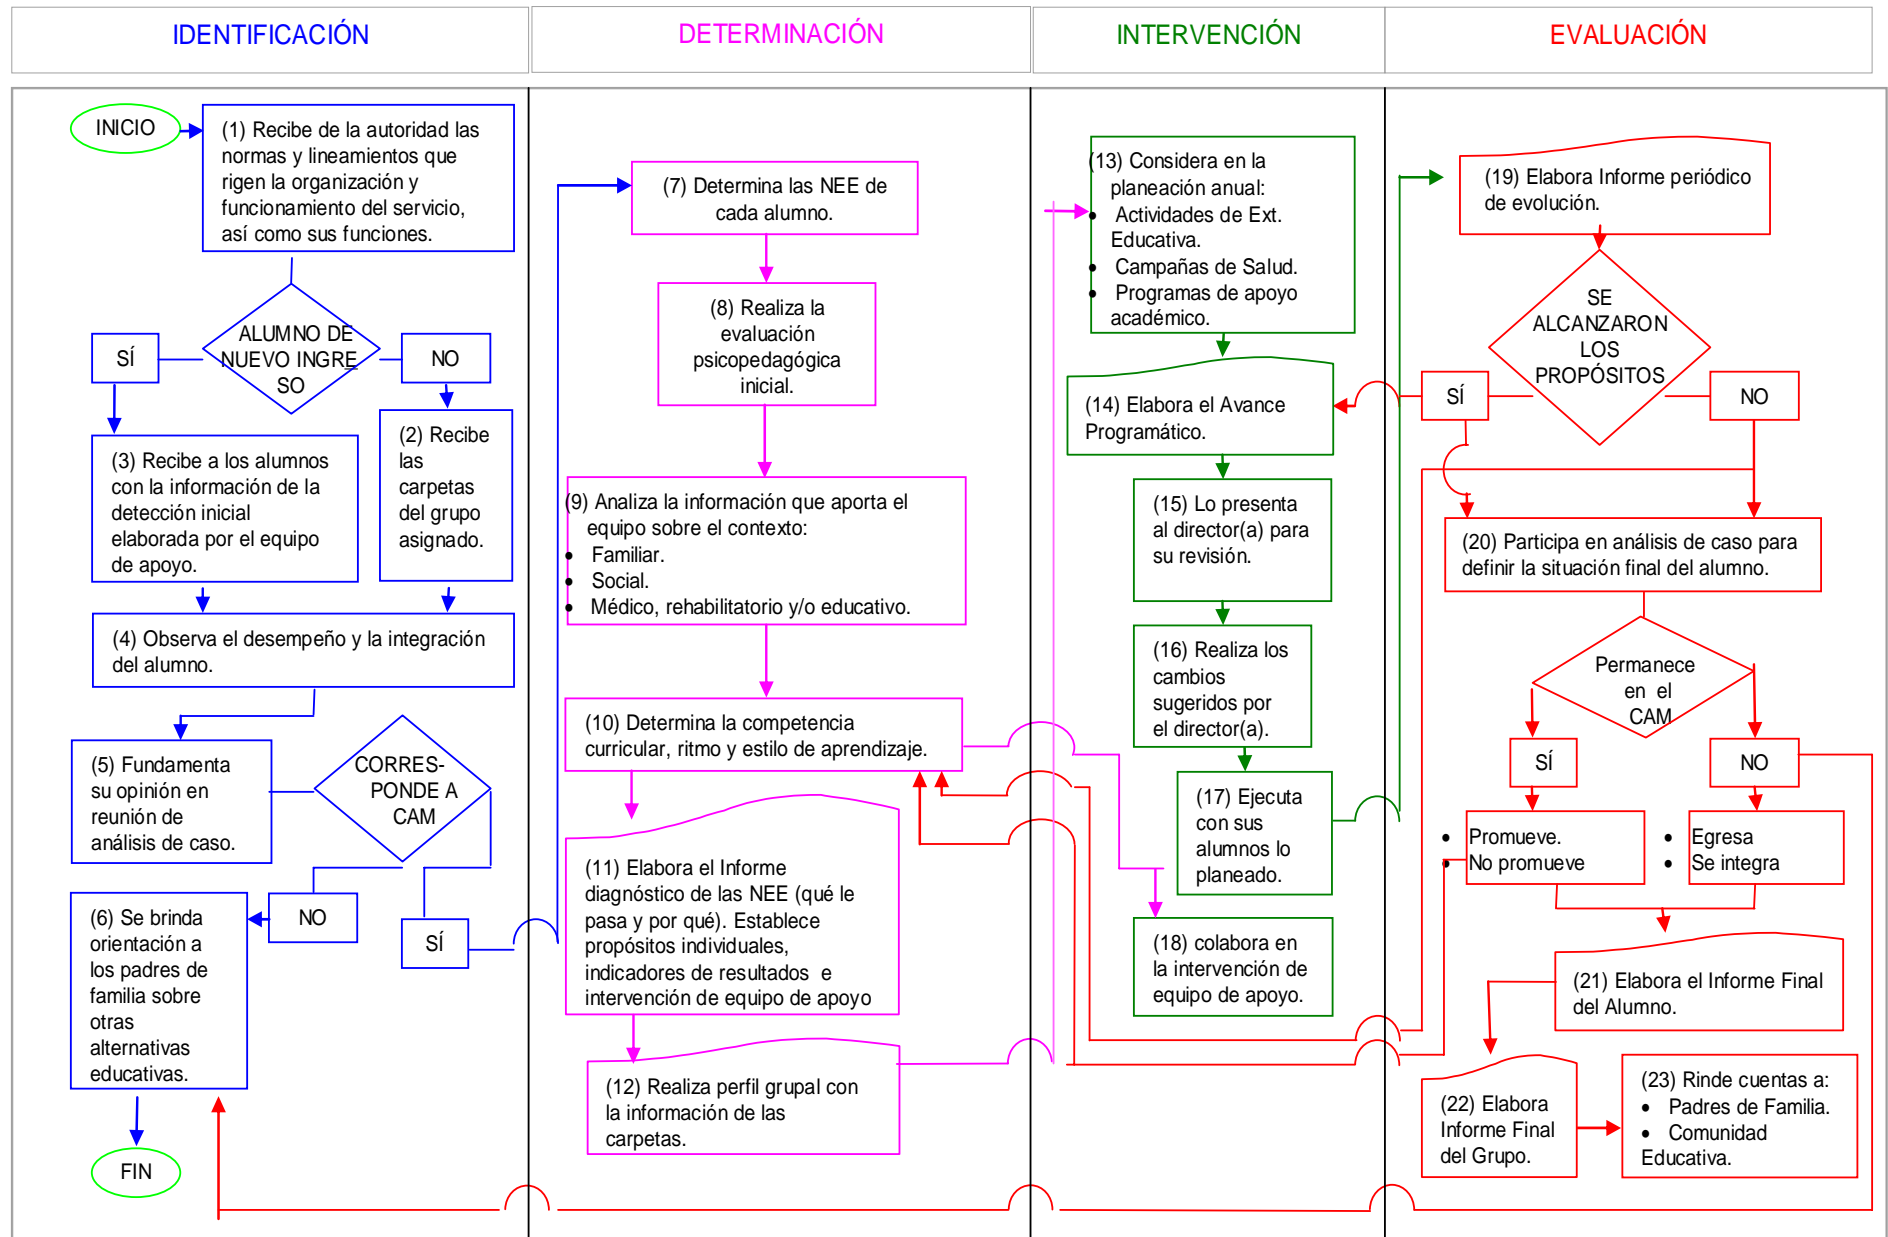 IDENTIFICACIÓN
DETERMINACIÓN
INTERVENCIÓN
EVALUACIÓN
INICIO
(1) Recibe de la autoridad las
normas y lineamientos que
rigen la organización y
funcionamiento del servicio,
así como sus funciones.
ALUMNO DE
NUEVO INGRE
SO
SÍ
NO
(2) Recibe
las
carpetas
del grupo
asignado.
(3) Recibe a los alumnos
con la información de la
detección inicial
elaborada por el equipo
de apoyo.
(4) Observa el desempeño y la integración
del alumno.
(5) Fundamenta
su opinión en
reunión de
análisis de caso.
CORRES-
PONDE A
CAM
NO
SÍ
(6) Se brinda
orientación a
los padres de
familia sobre
otras
alternativas
educativas.
FIN
(7) Determina las NEE de
cada alumno.
(8) Realiza la
evaluación
psicopedagógica
inicial.
(9) Analiza la información que aporta el
equipo sobre el contexto:
• Familiar.
• Social.
• Médico, rehabilitatorio y/o educativo.
(10) Determina la competencia
curricular, ritmo y estilo de aprendizaje.
(11) Elabora el Informe
diagnóstico de las NEE (qué le
pasa y por qué). Establece
propósitos individuales,
indicadores de resultados e
intervención de equipo de apoyo
(12) Realiza perfil grupal con
la información de las
carpetas.
(13) Considera en la
planeación anual:
• Actividades de Ext.
Educativa.
• Campañas de Salud.
• Programas de apoyo
académico.
(14) Elabora el Avance
Programático.
(15) Lo presenta
al director(a) para
su revisión.
(16) Realiza los
cambios
sugeridos por
el director(a).
(17) Ejecuta
con sus
alumnos lo
planeado.
(18) colabora en
la intervención de
equipo de apoyo.
(19) Elabora Informe periódico
de evolución.
SE
ALCANZARON
LOS
PROPÓSITOS
SÍ
NO
(20) Participa en análisis de caso para
definir la situación final del alumno.
Permanece
en el
CAM
SÍ
NO
• Promueve.
• No promueve
• Egresa
• Se integra
(21) Elabora el Informe Final
del Alumno.
(22) Elabora
Informe Final
del Grupo.
(23) Rinde cuentas a:
• Padres de Familia.
• Comunidad
Educativa.